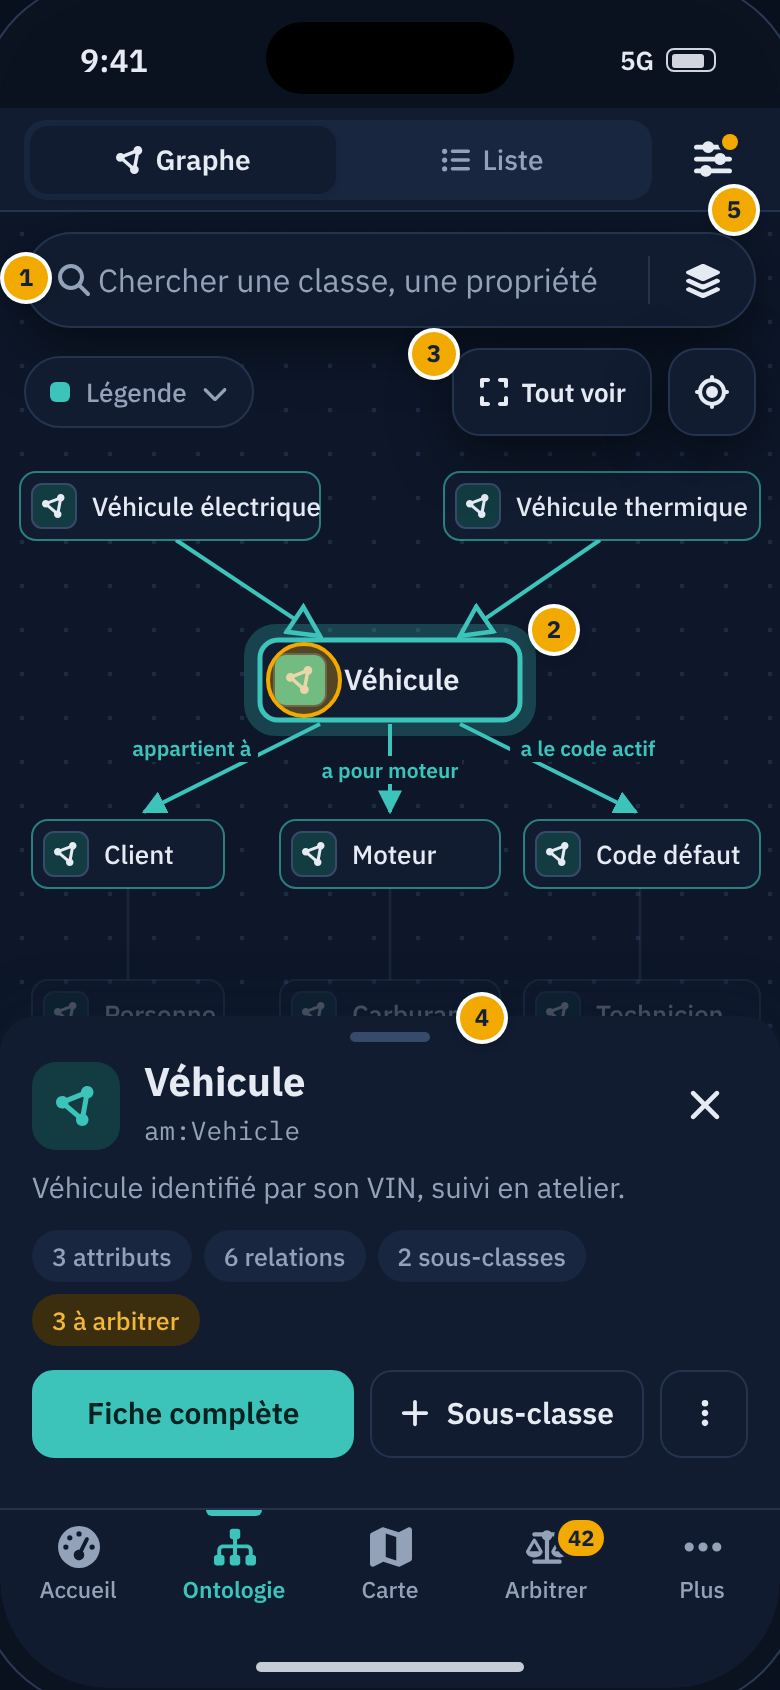 9:41
5G
Graphe
Liste
5
1
Chercher une classe, une propriété
3
Légende
Tout voir
Véhicule électrique
Véhicule thermique
2
Véhicule
appartient à
a pour moteur
a le code actif
Client
Moteur
Code défaut
Personne
Technicien
4
Véhicule
am:Vehicle
Véhicule identifié par son VIN, suivi en atelier.
3 attributs
6 relations
2 sous-classes
3 à arbitrer
Fiche complète
Sous-classe
42
Accueil
Ontologie
Carte
Arbitrer
Plus